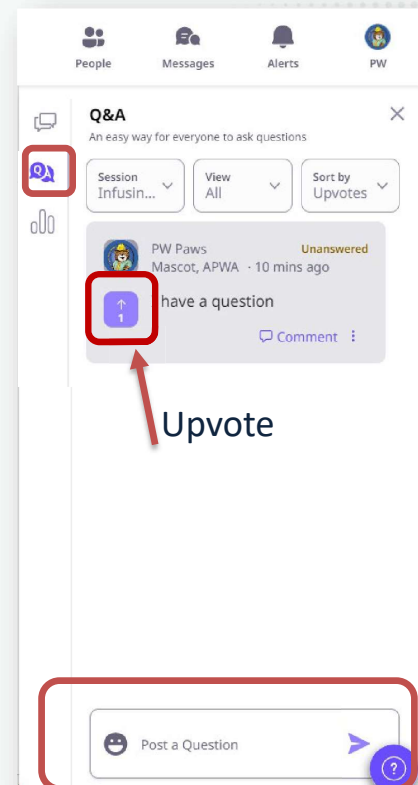 People Messages Alerts PW
Q&A
An easy way for everyone to ask questions
Session View Sort by
Infusin... All Upvotes
PW Paws Unanswered
Mascot, APWA · 10 mins ago
↑ have a question
1
Comment
Upvote
Post a Question
?